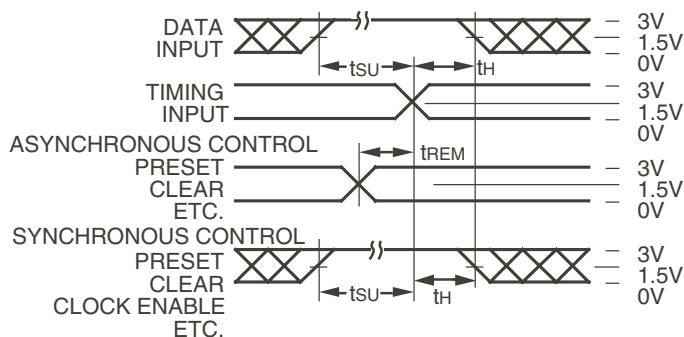 DATA
INPUT
tSU
tH
3V
1.5V
0V
TIMING
INPUT
3V
1.5V
0V
ASYNCHRONOUS CONTROL
PRESET
CLEAR
ETC.
tREM
3V
1.5V
0V
SYNCHRONOUS CONTROL
PRESET
CLEAR
CLOCK ENABLE
ETC.
tSU
tH
3V
1.5V
0V